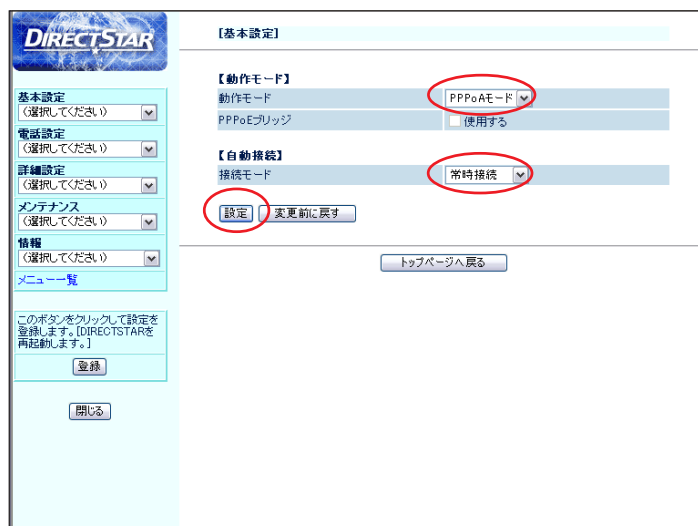 DIRECTSTAR
基本設定
(選択してください)
電話設定
(選択してください)
詳細設定
(選択してください)
メンテナンス
(選択してください)
情報
(選択してください)
メニュー一覧
このボタンをクリックして設定を
登録します。[DIRECTSTARを
再起動します。]
登録
閉じる
[基本設定]
【動作モード】
動作モード PPPoAモード
PPPoEブリッジ 使用する
【自動接続】
接続モード 常時接続
設定 変更前に戻す
トップページへ戻る